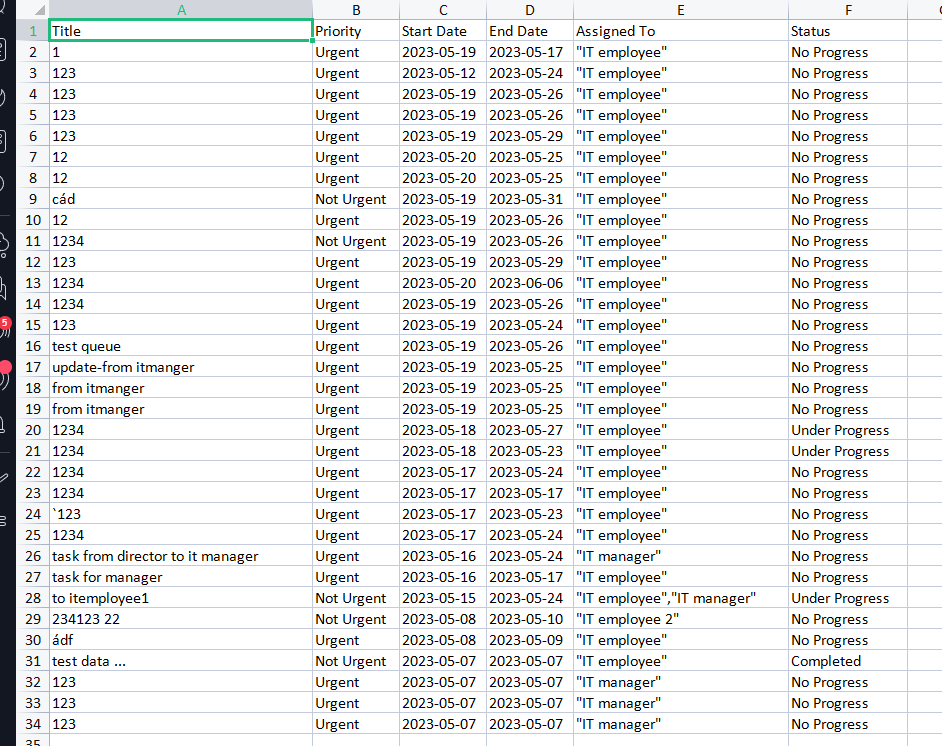 A B C D E F
1 Title Priority Start Date End Date Assigned To Status
2 1 Urgent 2023-05-19 2023-05-17 "IT employee" No Progress
3 123 Urgent 2023-05-12 2023-05-24 "IT employee" No Progress
4 123 Urgent 2023-05-19 2023-05-26 "IT employee" No Progress
5 123 Urgent 2023-05-19 2023-05-26 "IT employee" No Progress
6 123 Urgent 2023-05-19 2023-05-29 "IT employee" No Progress
7 12 Urgent 2023-05-20 2023-05-25 "IT employee" No Progress
8 12 Urgent 2023-05-20 2023-05-25 "IT employee" No Progress
9 cád Not Urgent 2023-05-19 2023-05-31 "IT employee" No Progress
10 12 Urgent 2023-05-19 2023-05-26 "IT employee" No Progress
11 1234 Not Urgent 2023-05-19 2023-05-26 "IT employee" No Progress
12 123 Urgent 2023-05-19 2023-05-29 "IT employee" No Progress
13 1234 Urgent 2023-05-20 2023-06-06 "IT employee" No Progress
14 1234 Urgent 2023-05-19 2023-05-26 "IT employee" No Progress
15 123 Urgent 2023-05-19 2023-05-24 "IT employee" No Progress
5
16 test queue Urgent 2023-05-19 2023-05-26 "IT employee" No Progress
17 update-from itmanger Urgent 2023-05-19 2023-05-25 "IT employee" No Progress
18 from itmanger Urgent 2023-05-19 2023-05-25 "IT employee" No Progress
19 from itmanger Urgent 2023-05-19 2023-05-25 "IT employee" No Progress
20 1234 Urgent 2023-05-18 2023-05-27 "IT employee" Under Progress
21 1234 Urgent 2023-05-18 2023-05-23 "IT employee" Under Progress
22 1234 Urgent 2023-05-17 2023-05-24 "IT employee" No Progress
23 1234 Urgent 2023-05-17 2023-05-17 "IT employee" No Progress
24 `123 Urgent 2023-05-17 2023-05-23 "IT employee" No Progress
25 1234 Urgent 2023-05-17 2023-05-24 "IT employee" No Progress
26 task from director to it manager Urgent 2023-05-16 2023-05-24 "IT manager" No Progress
27 task for manager Urgent 2023-05-16 2023-05-17 "IT employee" No Progress
28 to itemployee1 Not Urgent 2023-05-15 2023-05-24 "IT employee","IT manager" Under Progress
29 234123 22 Not Urgent 2023-05-08 2023-05-10 "IT employee 2" No Progress
30 ádf Urgent 2023-05-08 2023-05-09 "IT employee" No Progress
31 test data ... Not Urgent 2023-05-07 2023-05-07 "IT employee" Completed
32 123 Urgent 2023-05-07 2023-05-07 "IT manager" No Progress
33 123 Urgent 2023-05-07 2023-05-07 "IT manager" No Progress
34 123 Urgent 2023-05-07 2023-05-07 "IT manager" No Progress
35